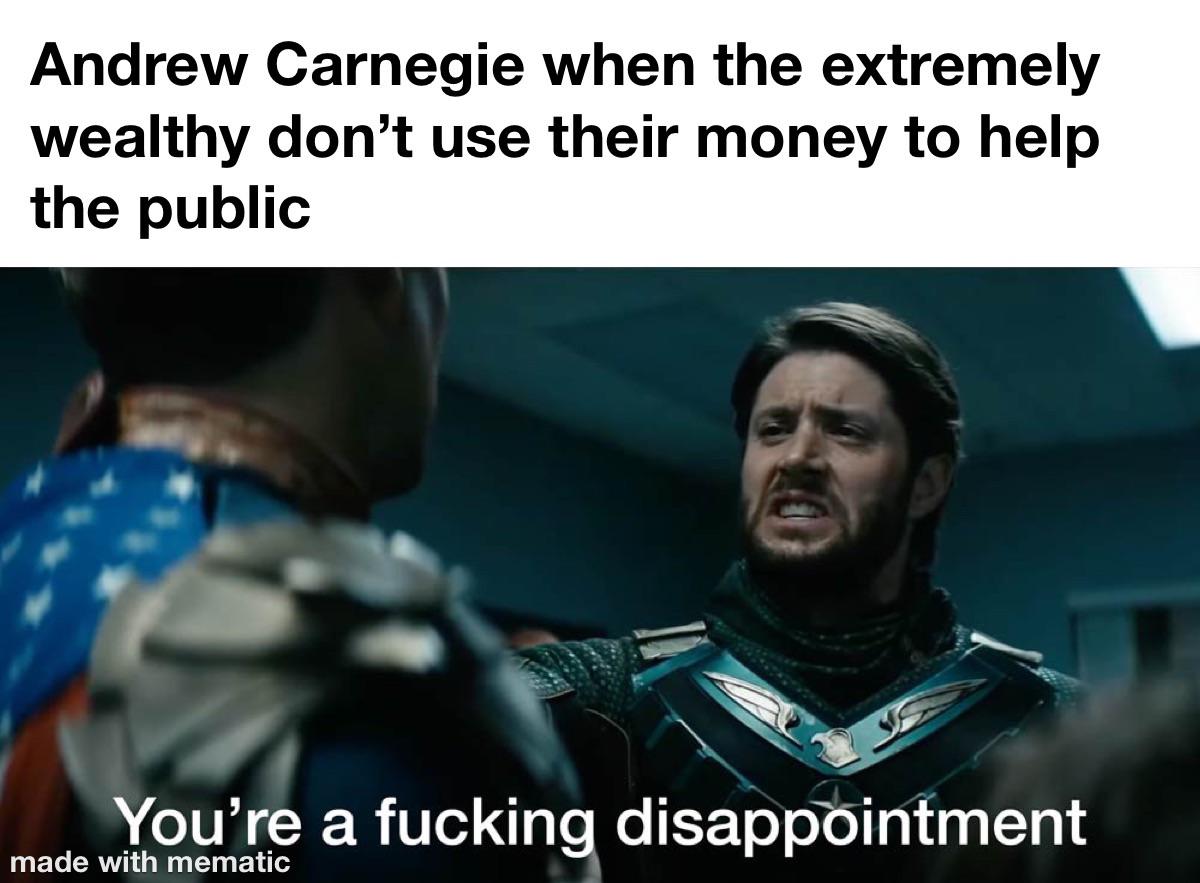 Andrew Carnegie when the extremely
wealthy don’t use their money to help
the public
You’re a fucking disappointment
made with mematic